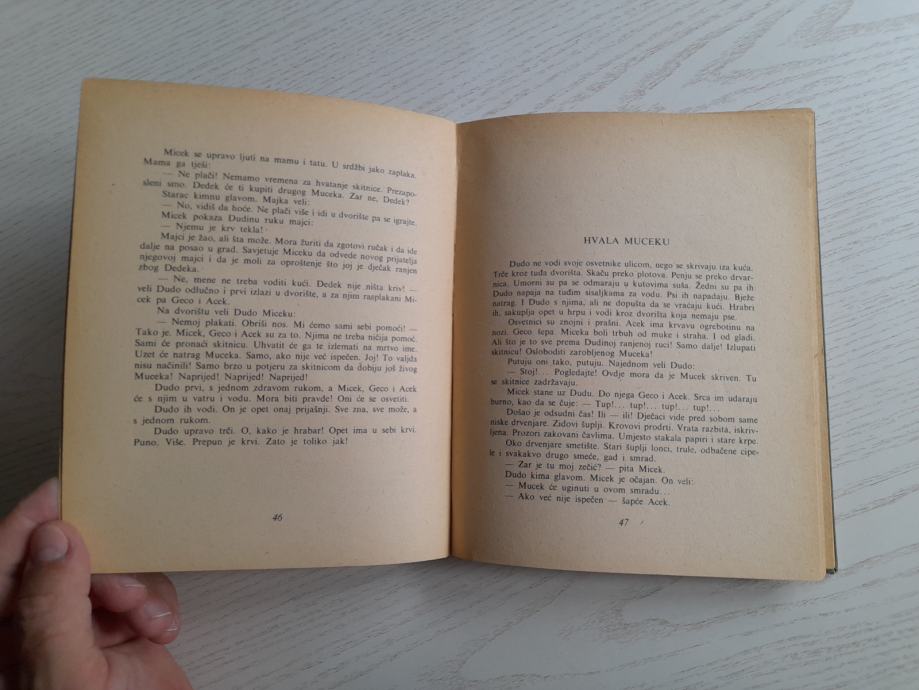 Micek se upravo ljuti na mamu i tatu. U srdžbi jako zaplaka.
Mama ga tješi:
— Ne plači! Nemamo vremena za hvatanje skitnice. Prezapo-
sleni smo. Dedek će ti kupiti drugog Muceka. Zar ne, Dedek?
Starac kimnu glavom. Majka veli:
— No, vidiš da hoće. Ne plači više i idi u dvorište pa se igrajte.
Micek pokaza Dudinu ruku majci:
— Njemu je krv tekla!
Majci je žao, ali šta može. Mora žuriti da zgotovi ručak i da ide
dalje na posao u grad. Savjetuje Miceku da odvede novog prijatelja
njegovoj majci i da je moli za oproštenje što joj je dječak ranjen
zbog Dedeka.
— Ne, mene ne treba voditi kući. Dedek nije ništa kriv! —
veli Dudo odlučno i prvi izlazi u dvorište, a za njim rasplakani Mi-
cek pa Geco i Acek.
Na dvorištu veli Dudo Miceku:
— Nemoj plakati. Obriši nos. Mi ćemo sami sebi pomoći! —
Tako je. Micek, Geco i Acek su za to. Njima ne treba ničija pomoć.
Sami će pronaći skitnicu. Uhvatit će ga te izlemati na mrtvo ime.
Uzet će natrag Muceka. Samo, ako nije već ispečen. Joj! To valjda
nisu načinili! Samo brzo u potjeru za skitnicom da dobiju još živog
Muceka! Naprijed! Naprijed! Naprijed!
Dudo prvi, s jednom zdravom rukom, a Micek, Geco i Acek
će s njim u vatru i vodu. Mora biti pravde! Oni će se osvetiti.
Dudo ih vodi. On je opet onaj prijašnji. Sve zna, sve može, a
s jednom rukom.
Dudo upravo trči. O, kako je hrabar! Opet ima u sebi krvi.
Puno. Više. Prepun je krvi. Zato je toliko jak!
46
HVALA MUCEKU
Dudo ne vodi svoje osvetnike ulicom, nego se skrivaju iza kuća.
Trče kroz tuđa dvorišta. Skaču preko plotova. Penju se preko drvar-
nica. Umorni su pa se odmaraju u kutovima suša. Žedni su pa ih
Dudo napaja na tuđim sisaljkama za vodu. Psi ih napadaju. Bježe
natrag. I Dudo s njima, ali ne dopušta da se vraćaju kući. Hrabri
ih, sakuplja opet u hrpu i vodi kroz dvorišta koja nemaju pse.
Osvetnici su znojni i prašni. Acek ima krvavu ogrebotinu na
nozi. Geco šepa. Miceka boli trbuh od muke i straha. I od gladi.
Ali što je to sve prema Dudinoj ranjenoj ruci! Samo dalje! Izlupati
skitnicu! Osloboditi zarobljenog Muceka!
Putuju oni tako, putuju. Najednom veli Dudo:
— Stoj!... Pogledajte! Ovdje mora da je Mucek skriven. Tu
se skitnice zadržavaju.
Micek stane uz Dudu. Do njega Geco i Acek. Srca im udaraju
burno, kao da se čuje: — Tup!... tup!... tup!... tup!...
Došao je odsudni čas! Ili — ili! Dječaci vide pred sobom same
niske drvenjare. Zidovi šuplji. Krovovi prodrti. Vrata razbita, iskriv-
ljena. Prozori zakovani čavlima. Umjesto stakala papiri i stare krpe.
Oko drvenjare smetište. Stari šuplji lonci, trule, odbačene cipe-
le i svakakvo drugo smeće, gad i smrad.
— Zar je tu moj zečić? — pita Micek.
Dudo kima glavom. Micek je očajan. On veli:
— Mucek će uginuti u ovom smradu...
— Ako već nije ispečen — šapće Acek.
47